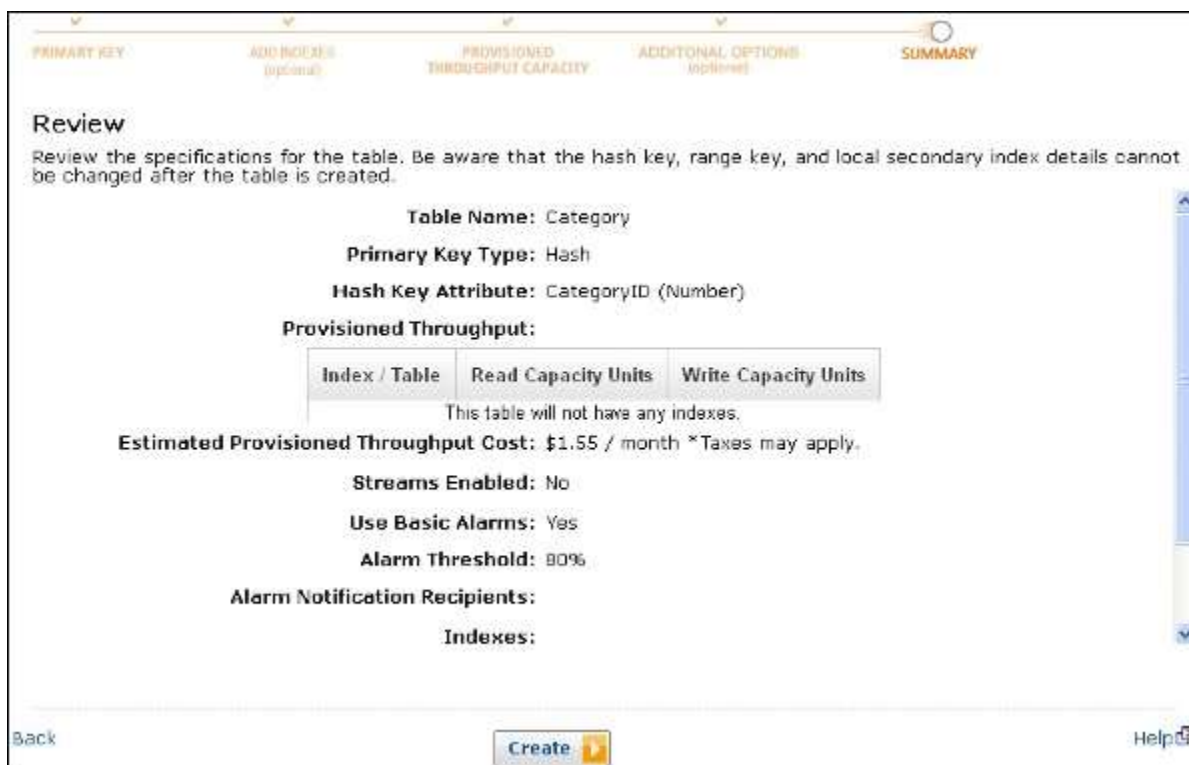 PRIMARY KEY
ADD INDEXES
(optional)
PROVISIONED
THROUGHPUT CAPACITY
ADDITONAL OPTIONS
(optional)
SUMMARY
Review
Review the specifications for the table. Be aware that the hash key, range key, and local secondary index details cannot
be changed after the table is created.
Table Name: Category
Primary Key Type: Hash
Hash Key Attribute: CategoryID (Number)
Provisioned Throughput:
Index / Table Read Capacity Units Write Capacity Units
This table will not have any indexes.
Estimated Provisioned Throughput Cost: $1.55 / month *Taxes may apply.
Streams Enabled: No
Use Basic Alarms: Yes
Alarm Threshold: 80%
Alarm Notification Recipients:
Indexes:
Back
Create
Help